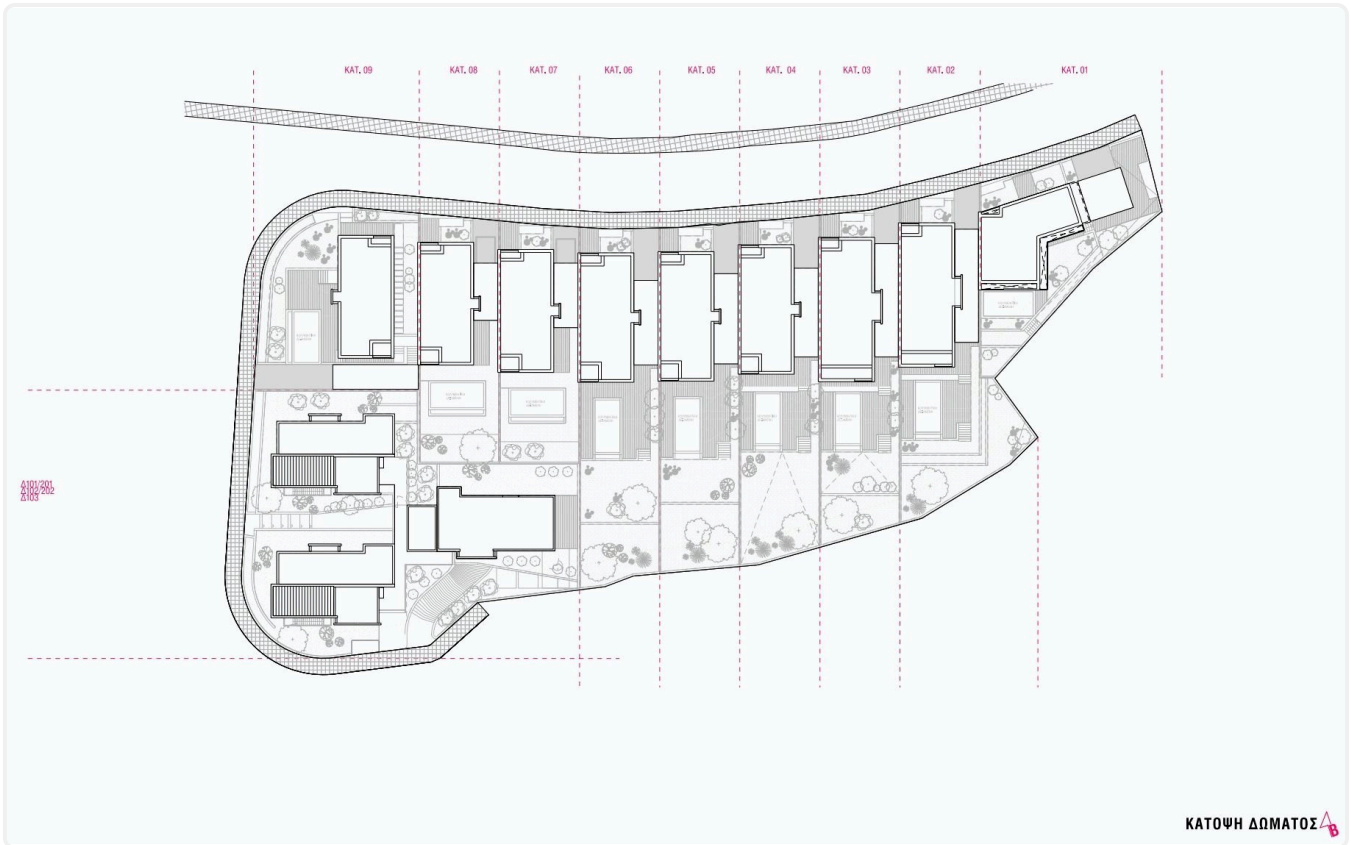 ΚΑΤ. 09
ΚΑΤ. 08
ΚΑΤ. 07
ΚΑΤ. 06
ΚΑΤ. 05
ΚΑΤ. 04
ΚΑΤ. 03
ΚΑΤ. 02
ΚΑΤ. 01
Δ101/201
Δ102/202
Δ103
ΚΑΤΟΨΗ ΔΩΜΑΤΟΣ
B